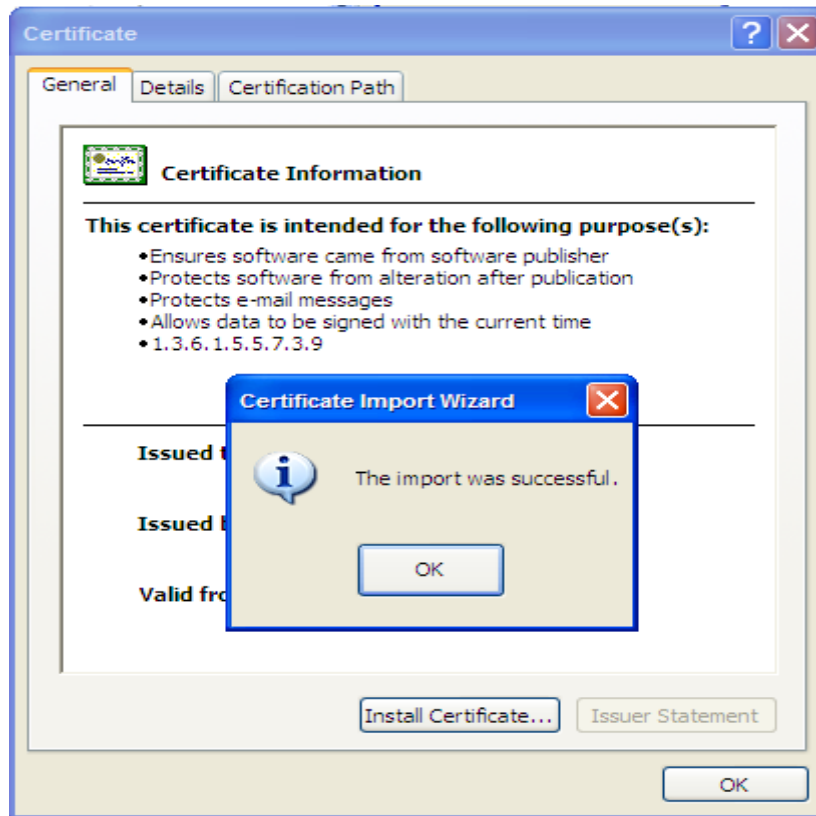 Certificate
General Details Certification Path
Certificate Information
This certificate is intended for the following purpose(s):
•Ensures software came from software publisher
•Protects software from alteration after publication
•Protects e-mail messages
•Allows data to be signed with the current time
•1.3.6.1.5.5.7.3.9
Certificate Import Wizard
Issued
The import was successful.
Issued
OK
Valid
Install Certificate... Issuer Statement
OK